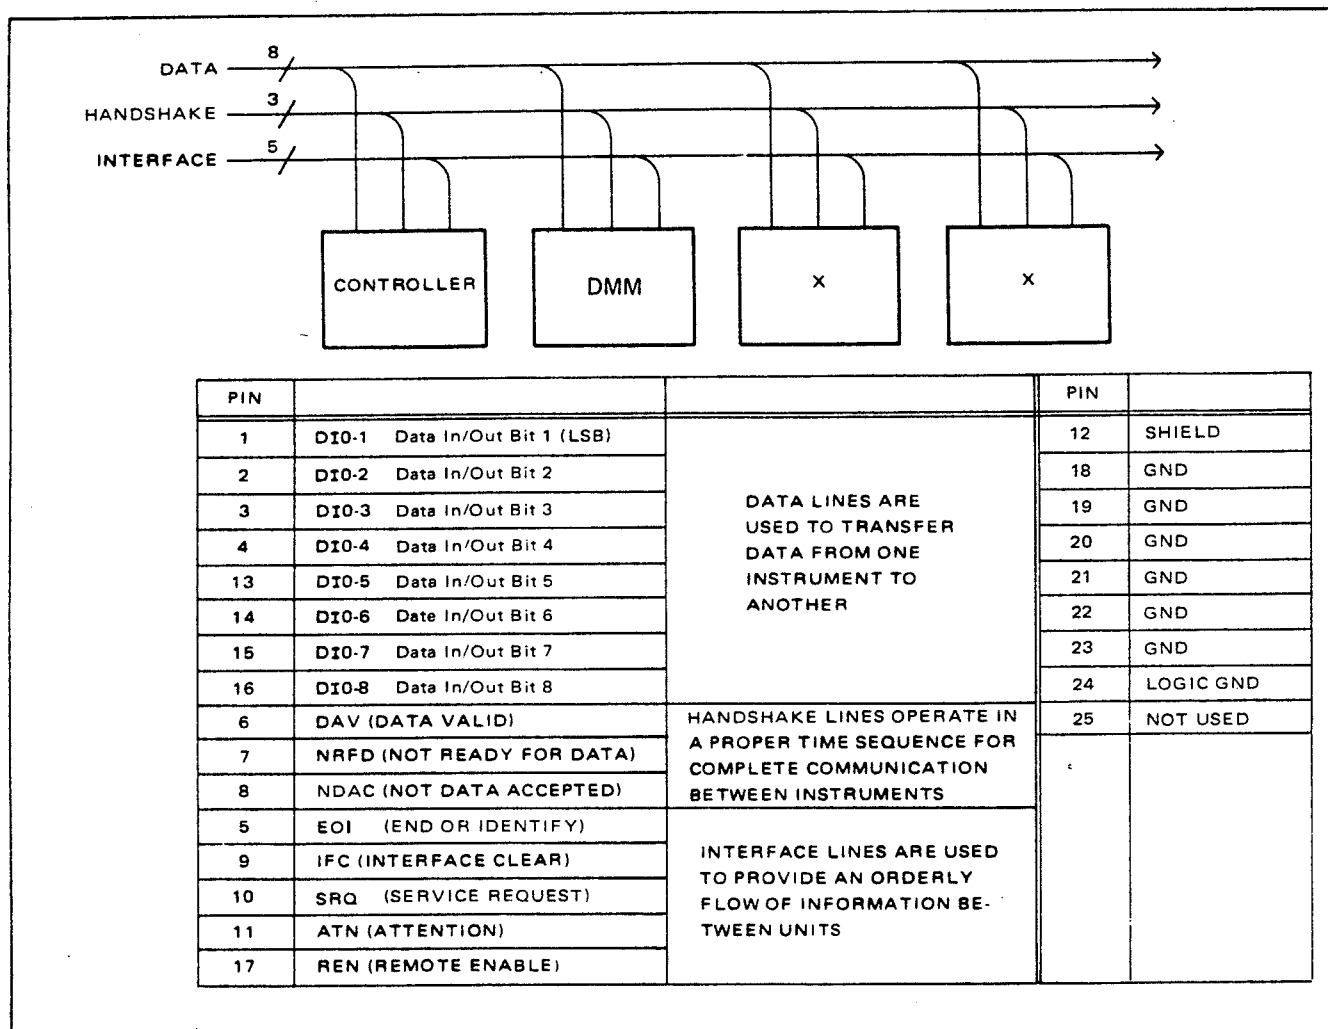 DATA 8
HANDSHAKE 3
INTERFACE 5
CONTROLLER
DMM
X
X
PIN
1 DIO-1 Data In/Out Bit 1 (LSB)
2 DIO-2 Data In/Out Bit 2
3 DIO-3 Data In/Out Bit 3
4 DIO-4 Data In/Out Bit 4
13 DIO-5 Data In/Out Bit 5
14 DIO-6 Date In/Out Bit 6
15 DIO-7 Data In/Out Bit 7
16 DIO-8 Data In/Out Bit 8
DATA LINES ARE
USED TO TRANSFER
DATA FROM ONE
INSTRUMENT TO
ANOTHER
6 DAV (DATA VALID)
7 NRFD (NOT READY FOR DATA)
8 NDAC (NOT DATA ACCEPTED)
HANDSHAKE LINES OPERATE IN
A PROPER TIME SEQUENCE FOR
COMPLETE COMMUNICATION
BETWEEN INSTRUMENTS
5 EOI (END OR IDENTIFY)
9 IFC (INTERFACE CLEAR)
10 SRQ (SERVICE REQUEST)
11 ATN (ATTENTION)
17 REN (REMOTE ENABLE)
INTERFACE LINES ARE USED
TO PROVIDE AN ORDERLY
FLOW OF INFORMATION BE-
TWEEN UNITS
PIN
12 SHIELD
18 GND
19 GND
20 GND
21 GND
22 GND
23 GND
24 LOGIC GND
25 NOT USED